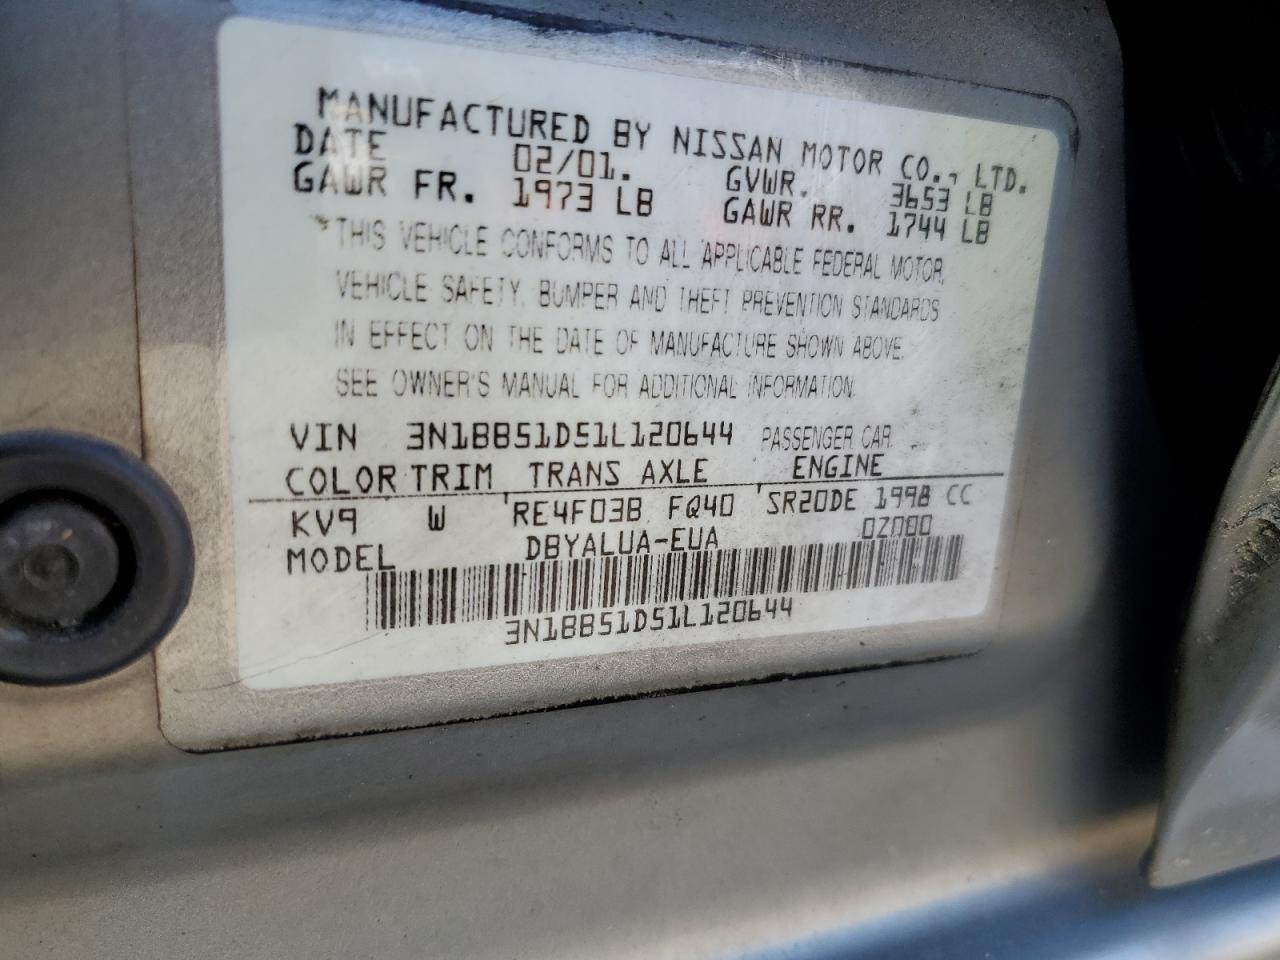 MANUFACTURED BY NISSAN MOTOR CO., LTD.
DATE 02/01. GVWR. 3653 LB
GAWR FR. 1973 LB GAWR RR. 1744 LB
*THIS VEHICLE CONFORMS TO ALL APPLICABLE FEDERAL MOTOR,
VEHICLE SAFETY, BUMPER AND THEFT PREVENTION STANDARDS
IN EFFECT ON THE DATE OF MANUFACTURE SHOWN ABOVE.
SEE OWNER'S MANUAL FOR ADDITIONAL INFORMATION.
VIN 3N1BB51D51L120644 PASSENGER CAR
COLOR TRIM TRANS AXLE ENGINE
KV9 W RE4F03B FQ40 SR20DE 1998 CC
MODEL DBYALUA-EUA 0Z000
3N1BB51D51L120644